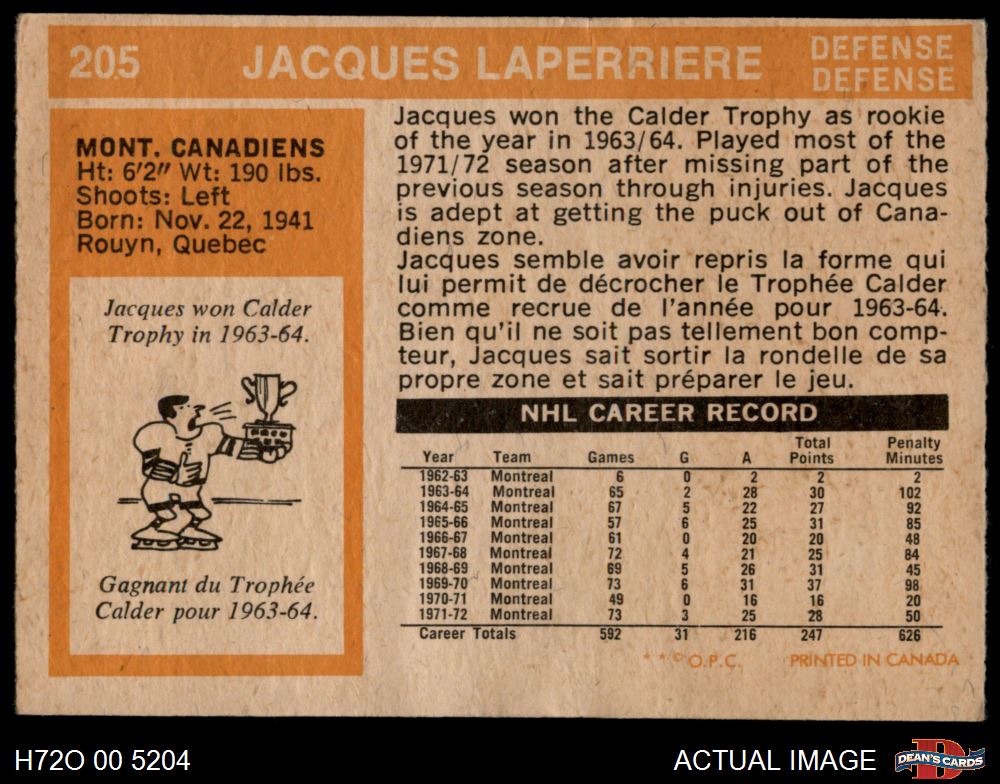 205 JACQUES LAPERRIERE DEFENSE
DEFENSE
MONT. CANADIENS
Ht: 6'2" Wt: 190 lbs.
Shoots: Left
Born: Nov. 22, 1941
Rouyn, Quebec
Jacques won Calder
Trophy in 1963-64.
Gagnant du Trophée
Calder pour 1963-64.
Jacques won the Calder Trophy as rookie
of the year in 1963/64. Played most of the
1971/72 season after missing part of the
previous season through injuries. Jacques
is adept at getting the puck out of Cana-
diens zone.
Jacques semble avoir repris la forme qui
lui permit de décrocher le Trophée Calder
comme recrue de l'année pour 1963-64.
Bien qu'il ne soit pas tellement bon comp-
teur, Jacques sait sortir la rondelle de sa
propre zone et sait préparer le jeu.
NHL CAREER RECORD
Year Team Games G A Total Points Penalty Minutes
1962-63 Montreal 6 0 2 2 2
1963-64 Montreal 65 2 28 30 102
1964-65 Montreal 67 5 22 27 92
1965-66 Montreal 57 6 25 31 85
1966-67 Montreal 61 0 20 20 48
1967-68 Montreal 72 4 21 25 84
1968-69 Montreal 69 5 26 31 45
1969-70 Montreal 73 6 31 37 98
1970-71 Montreal 49 0 16 16 20
1971-72 Montreal 73 3 25 28 50
Career Totals 592 31 216 247 626
* * © O.P.C. PRINTED IN CANADA
H72O 00 5204 ACTUAL IMAGE DEAN'S CARDS